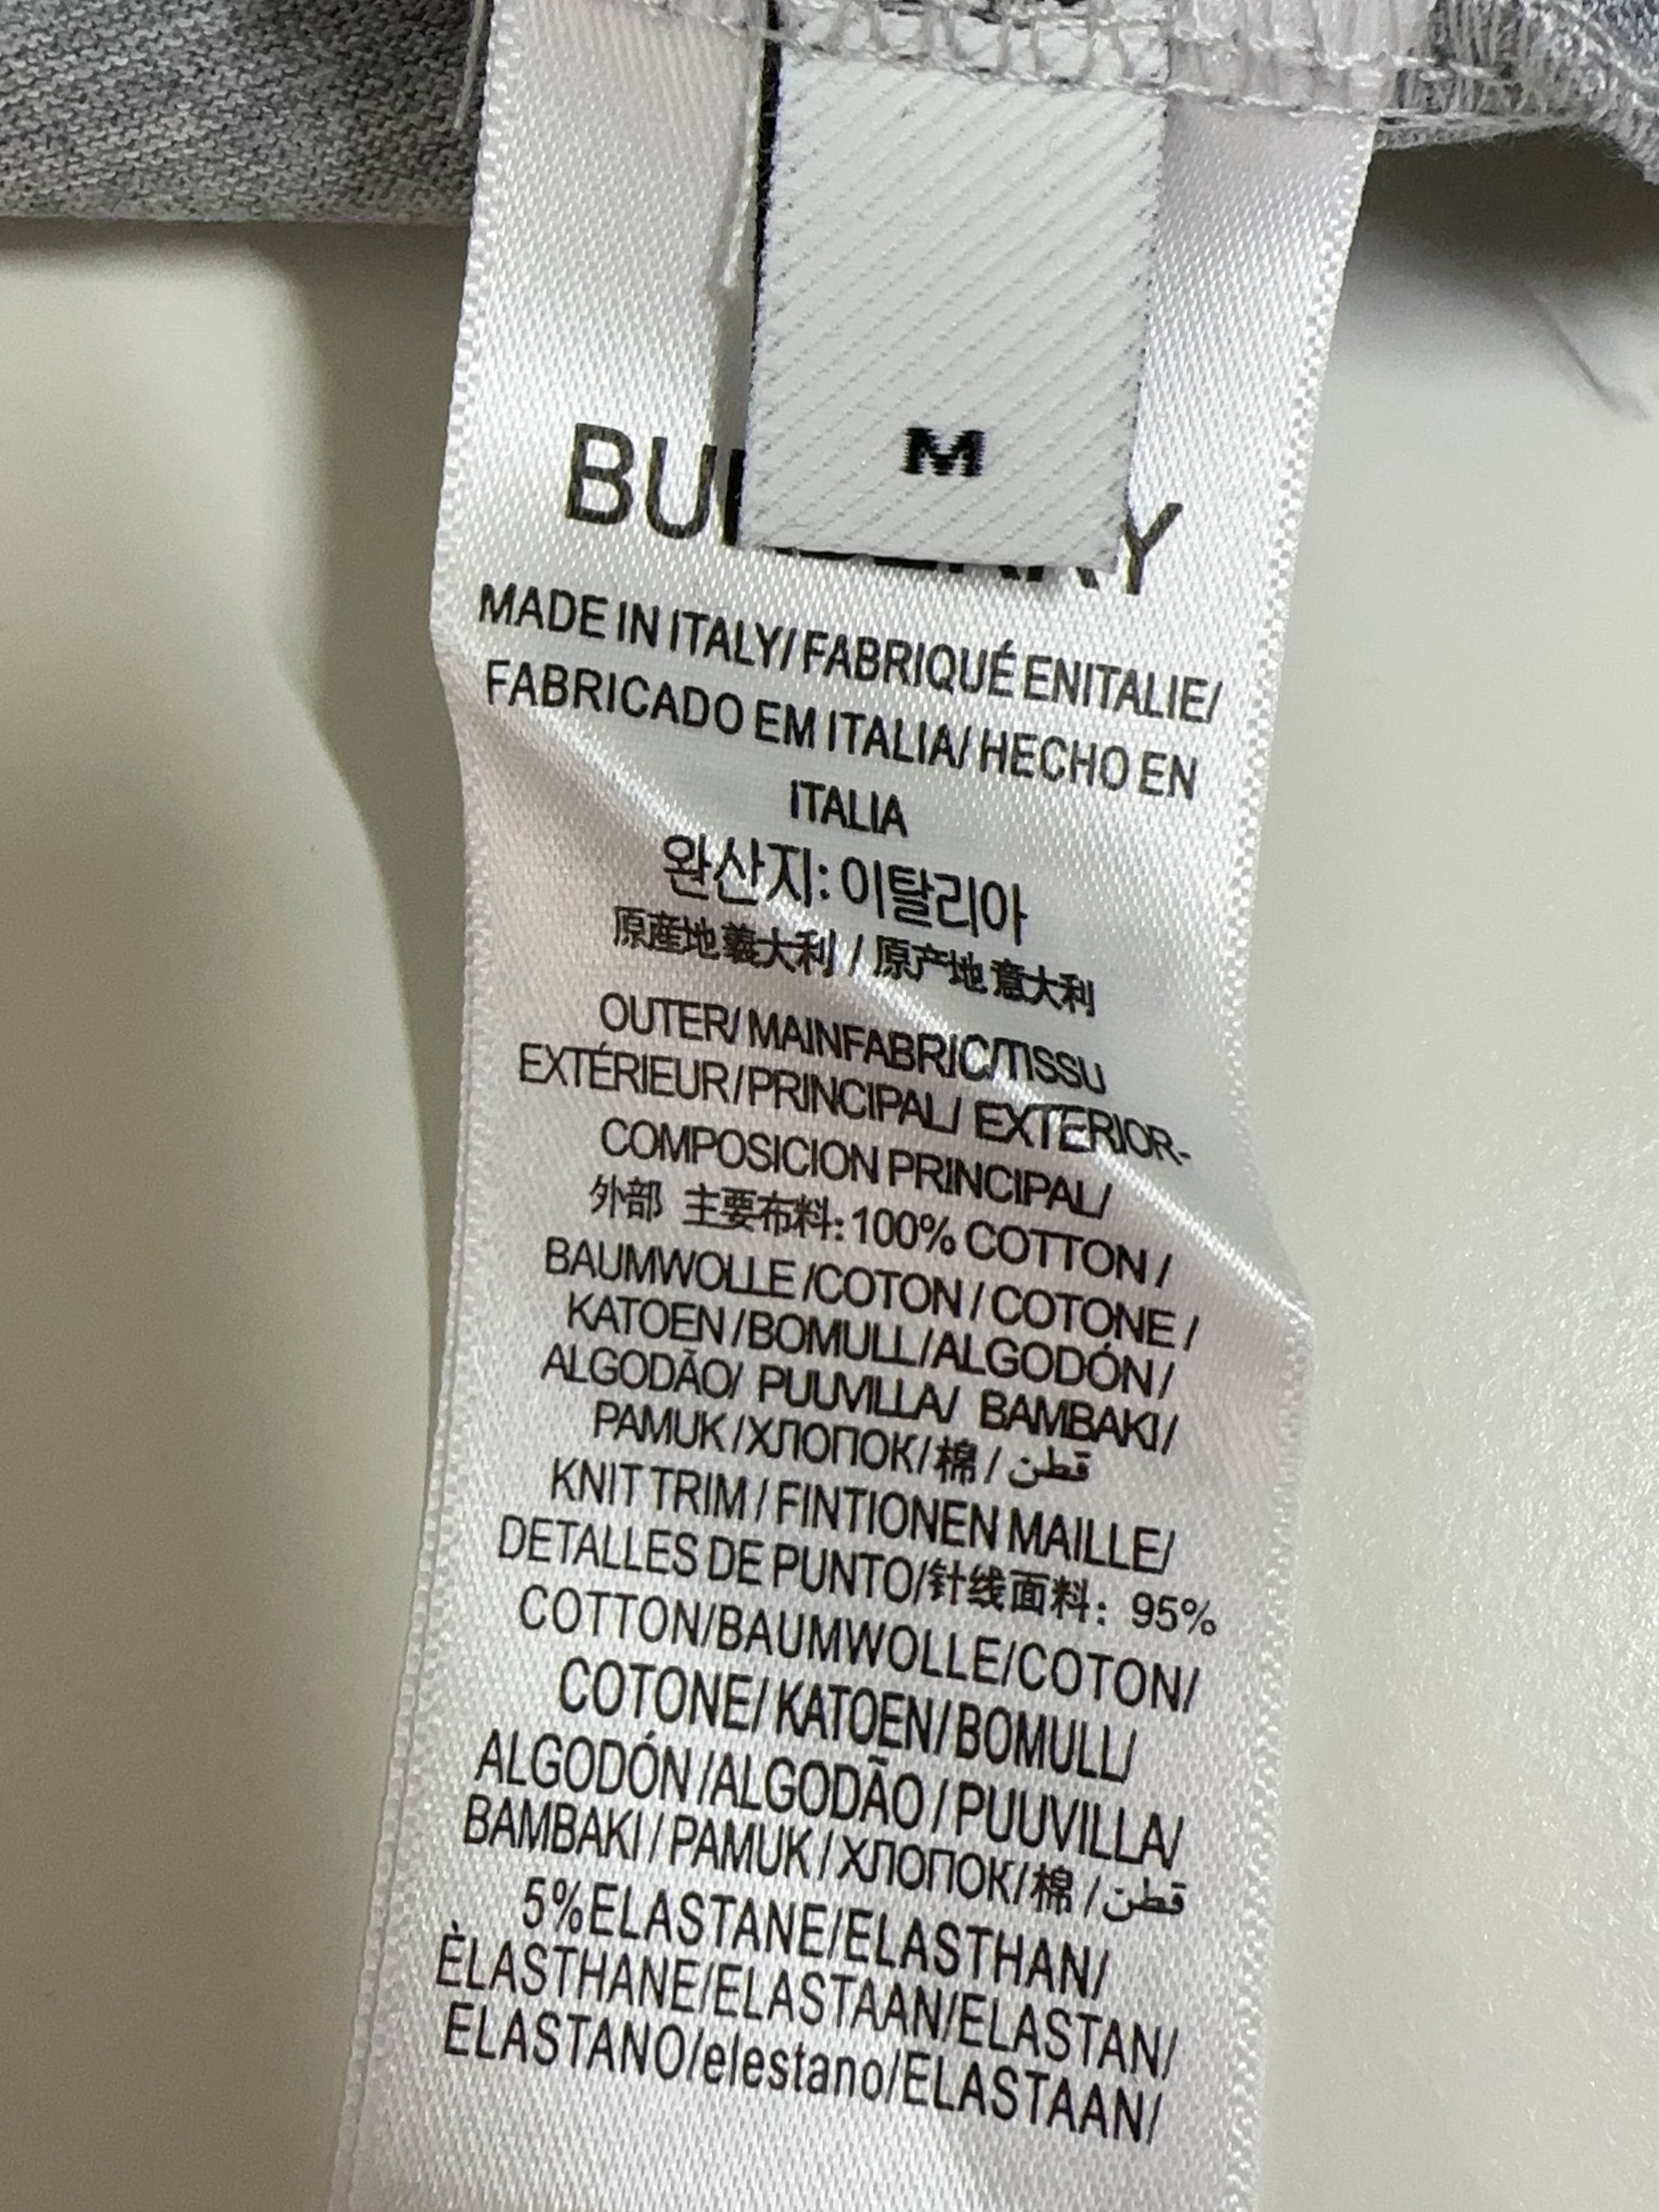 M
BURBERRY
MADE IN ITALY/ FABRIQUÉ ENITALIE/
FABRICADO EM ITALIA/ HECHO EN
ITALIA
완산지: 이탈리아
原産地義大利 / 原产地意大利
OUTER/ MAINFABRIC/TISSU
EXTÉRIEUR/PRINCIPAL/ EXTERIOR-
COMPOSICION PRINCIPAL/
外部 主要布料: 100% COTTON /
BAUMWOLLE /COTON / COTONE /
KATOEN /BOMULL/ALGODÓN /
ALGODÃO/ PUUVILLA/ BAMBAKI/
PAMUK /ХЛОПОК/ 棉 / قطن
KNIT TRIM / FINTIONEN MAILLE/
DETALLES DE PUNTO/针线面料: 95%
COTTON/BAUMWOLLE/COTON/
COTONE/ KATOEN/ BOMULL/
ALGODÓN /ALGODÃO / PUUVILLA/
BAMBAKI / PAMUK / ХЛОПОК/ 棉 / قطن
5%ELASTANE/ELASTHAN/
ÈLASTHANE/ELASTAAN/ELASTAN/
ELASTANO/elestano/ELASTAAN/